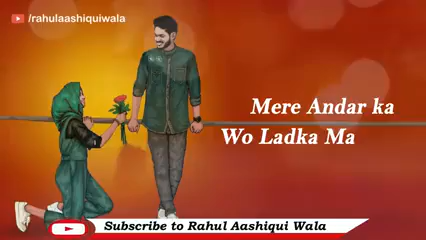 /rahulaashiquiwala
Mere Andar ka
Wo Ladka Ma
Subscribe to Rahul Aashiqui Wala